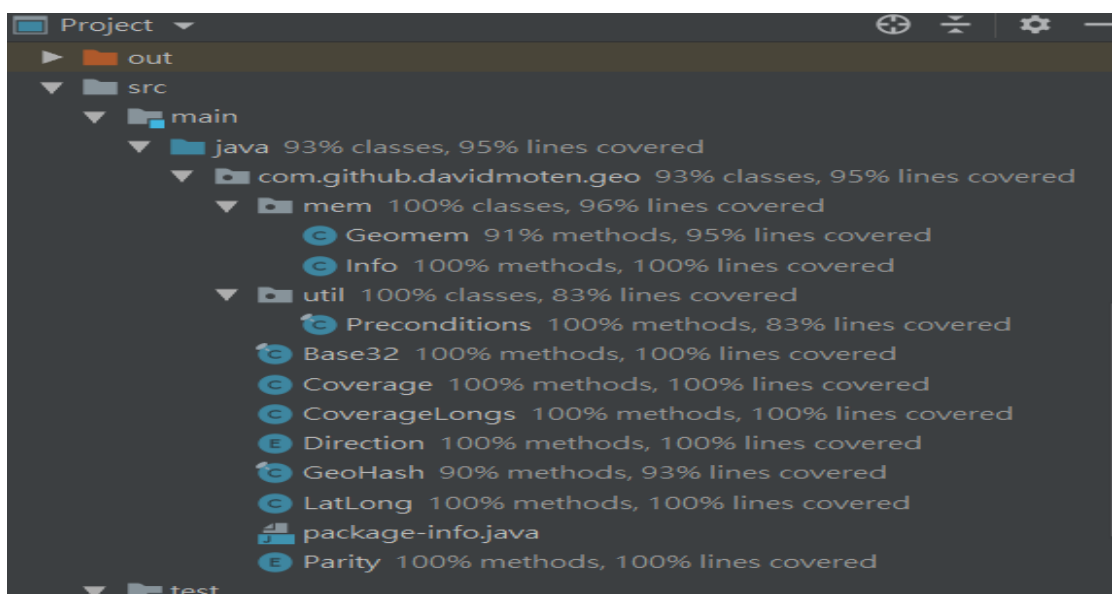 Project
out
src
main
java 93% classes, 95% lines covered
com.github.davidmoten.geo 93% classes, 95% lines covered
mem 100% classes, 96% lines covered
C Geomem 91% methods, 95% lines covered
C Info 100% methods, 100% lines covered
util 100% classes, 83% lines covered
C Preconditions 100% methods, 83% lines covered
C Base32 100% methods, 100% lines covered
C Coverage 100% methods, 100% lines covered
C CoverageLongs 100% methods, 100% lines covered
E Direction 100% methods, 100% lines covered
C GeoHash 90% methods, 93% lines covered
C LatLong 100% methods, 100% lines covered
J package-info.java
E Parity 100% methods, 100% lines covered
test